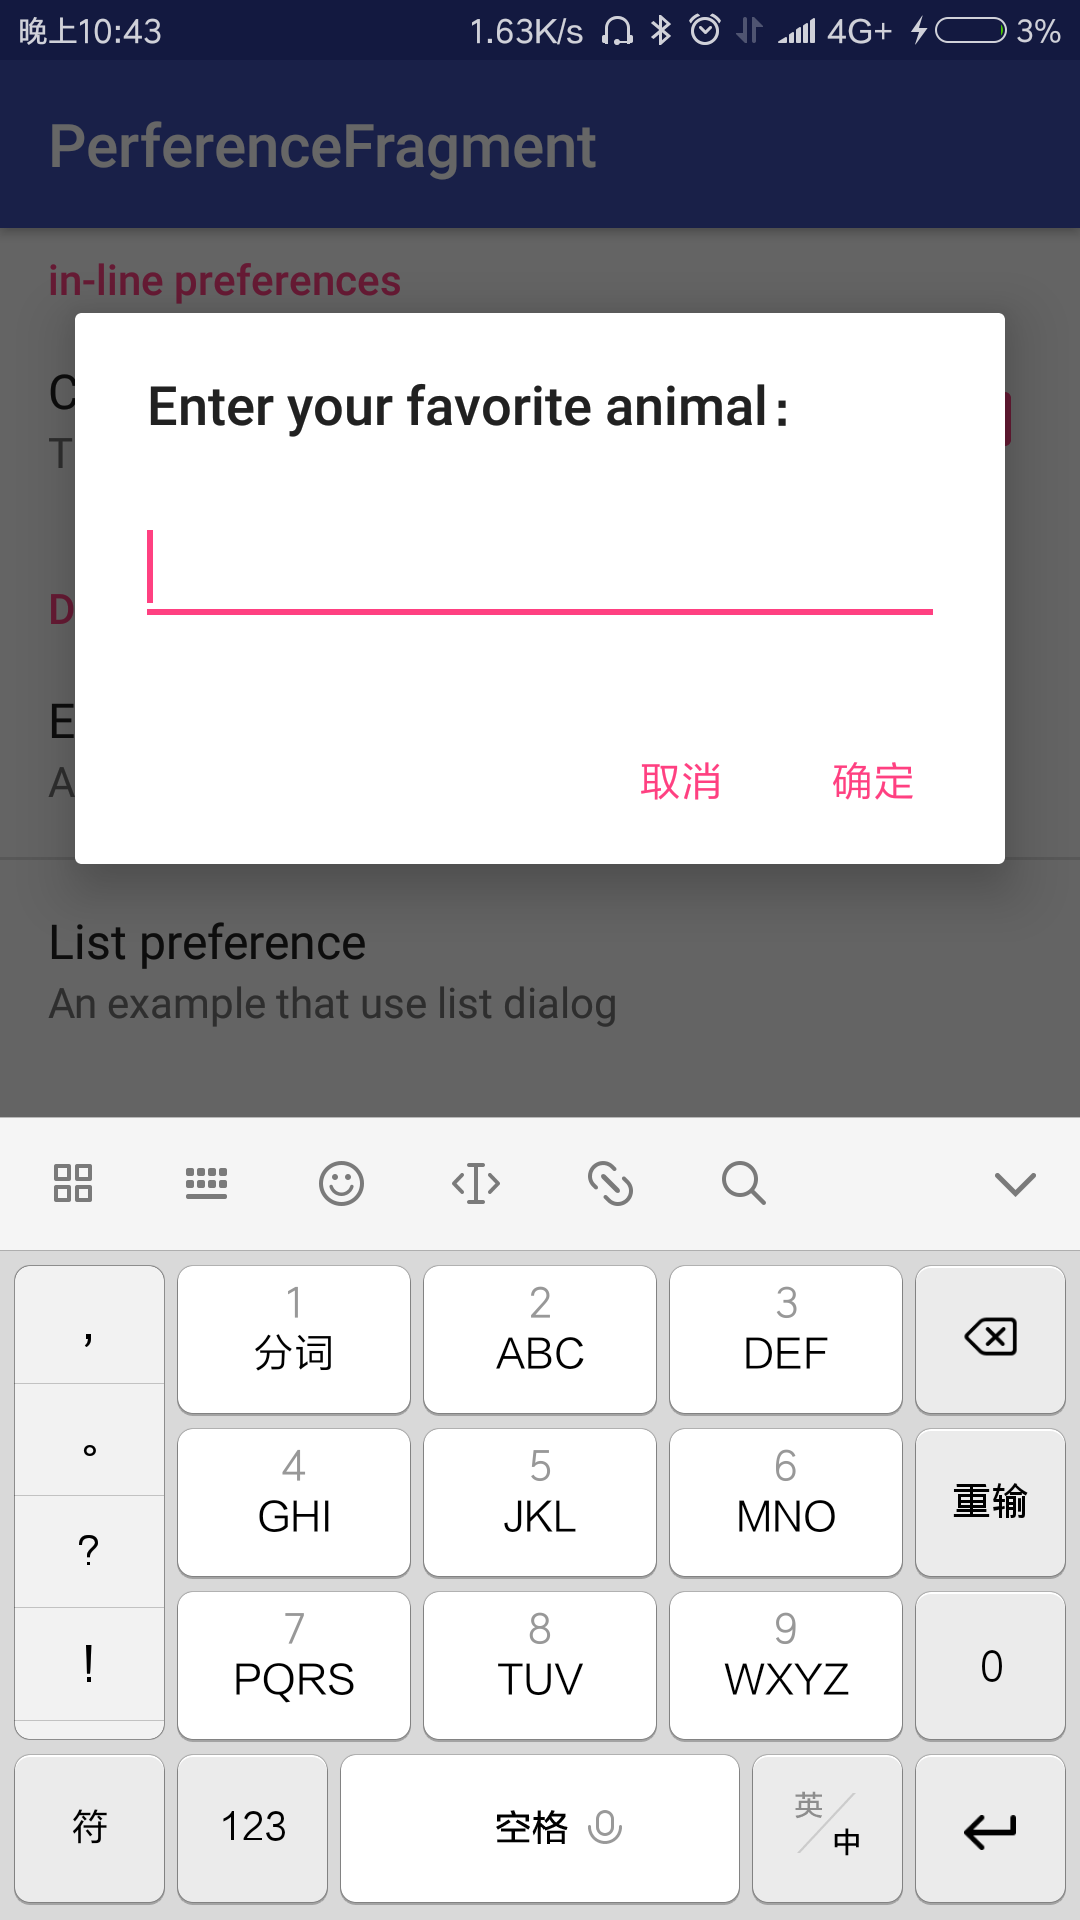 晚上10:43 1.63K/s 4G+ 3%
PerferenceFragment
in-line preferences
C
T
Enter your favorite animal:
D
E
A
取消 确定
List preference
An example that use list dialog
, 1 2 3
分词 ABC DEF
。 4 5 6
GHI JKL MNO 重输
?
! 7 8 9
PQRS TUV WXYZ 0
符 123 空格 英/中